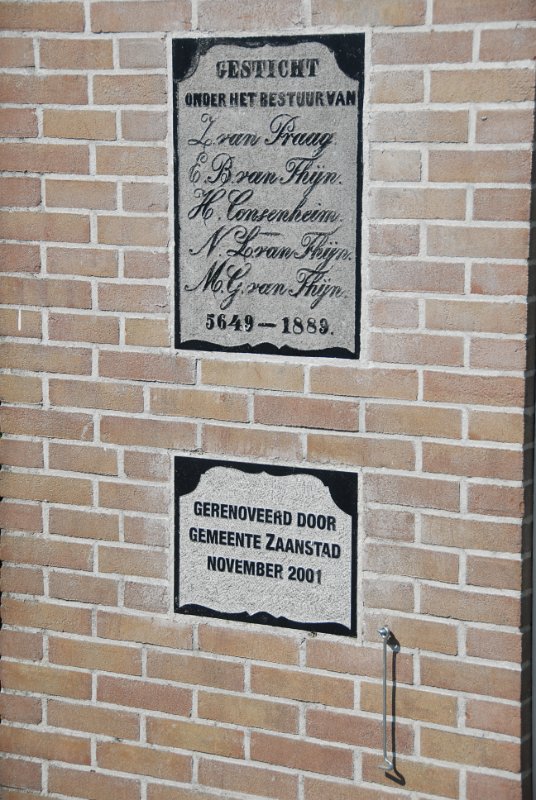 GESTICHT
ONDER HET BESTUUR VAN
Z van Praag
E. B van Thijn.
H. Consenheim.
N. L. van Thijn.
M. G. van Thijn.
5649 — 1889.
GERENOVEERD DOOR
GEMEENTE ZAANSTAD
NOVEMBER 2001